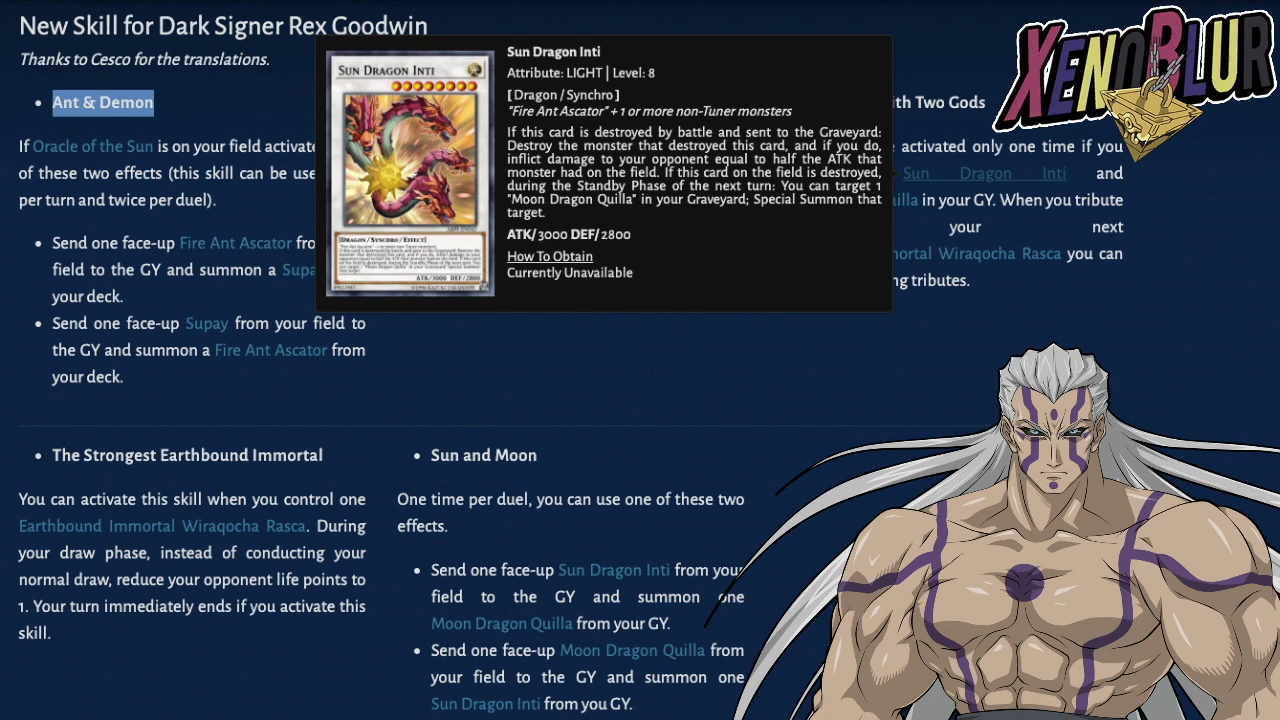 New Skill for Dark Signer Rex Goodwin
Thanks to Cesco for the translations.
Ant & Demon
If Oracle of the Sun is on your field activate
of these two effects (this skill can be use
per turn and twice per duel).
Send one face-up Fire Ant Ascator fro
field to the GY and summon a Supa
your deck.
Send one face-up Supay from your field to
the GY and summon a Fire Ant Ascator from
your deck.
SUN DRAGON INTI
[DRAGON / SYNCHRO / EFFECT]
ATK/3000 DEF/2800
Sun Dragon Inti
Attribute: LIGHT | Level: 8
[ Dragon / Synchro ]
"Fire Ant Ascator" + 1 or more non-Tuner monsters
If this card is destroyed by battle and sent to the Graveyard:
Destroy the monster that destroyed this card, and if you do,
inflict damage to your opponent equal to half the ATK that
monster had on the field. If this card on the field is destroyed,
during the Standby Phase of the next turn: You can target 1
"Moon Dragon Quilla" in your Graveyard; Special Summon that
target.
ATK/3000 DEF/2800
How To Obtain
Currently Unavailable
ith Two Gods
activated only one time if you
Sun Dragon Inti and
uilla in your GY. When you tribute
your next
mortal Wiraqocha Rasca you can
ng tributes.
XENOBLUR
The Strongest Earthbound Immortal
You can activate this skill when you control one
Earthbound Immortal Wiraqocha Rasca. During
your draw phase, instead of conducting your
normal draw, reduce your opponent life points to
1. Your turn immediately ends if you activate this
skill.
Sun and Moon
One time per duel, you can use one of these two
effects.
Send one face-up Sun Dragon Inti from your
field to the GY and summon one
Moon Dragon Quilla from your GY.
Send one face-up Moon Dragon Quilla from
your field to the GY and summon one
Sun Dragon Inti from you GY.